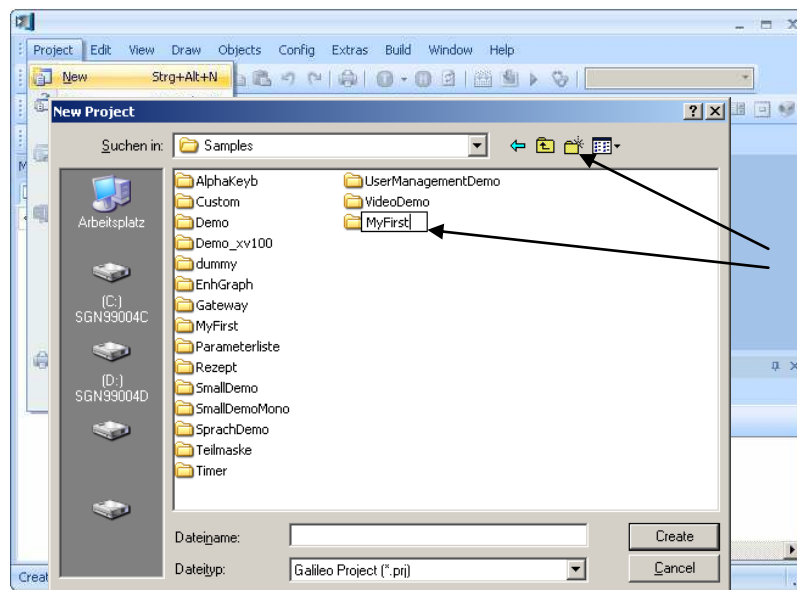 Project Edit View Draw Objects Config Extras Build Window Help
New Strg+Alt+N
New Project
Suchen in: Samples
Arbeitsplatz
(C:)
SGN99004C
(D:)
SGN99004D
AlphaKeyb
Custom
Demo
Demo_xv100
dummy
EnhGraph
Gateway
MyFirst
Parameterliste
Rezept
SmallDemo
SmallDemoMono
SprachDemo
Teilmaske
Timer
UserManagementDemo
VideoDemo
MyFirst
Dateiname:
Create
Dateityp: Galileo Project (*.prj)
Cancel
Creat